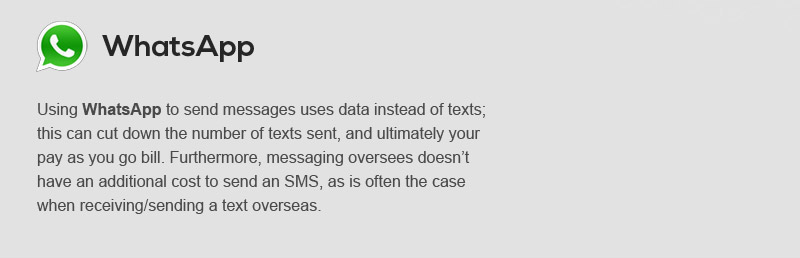 WhatsApp
Using WhatsApp to send messages uses data instead of texts;
this can cut down the number of texts sent, and ultimately your
pay as you go bill. Furthermore, messaging oversees doesn’t
have an additional cost to send an SMS, as is often the case
when receiving/sending a text overseas.